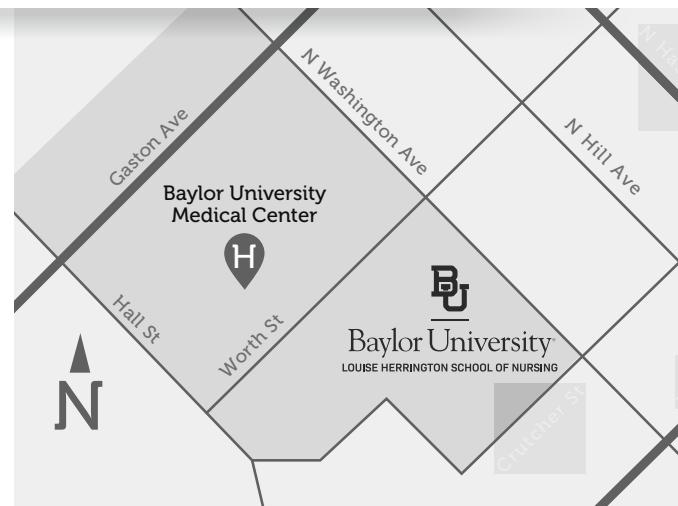 N Washington Ave
N Hill Ave
Gaston Ave
Baylor University
Medical Center
H
Hall St
Worth St
BU
Baylor University
LOUISE HERRINGTON SCHOOL OF NURSING
N
Crutcher St